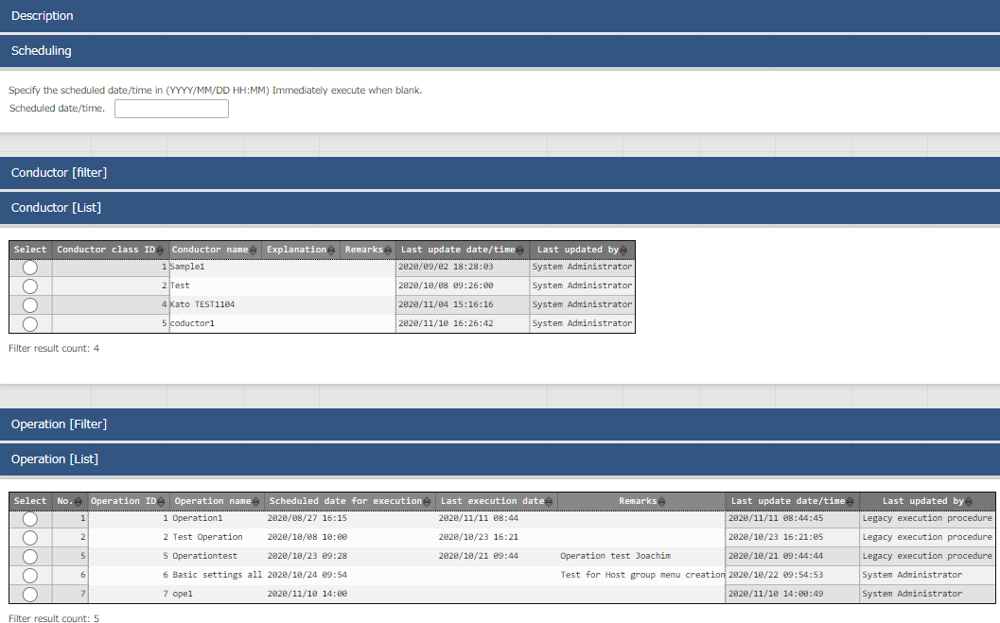 Description
Scheduling
Specify the scheduled date/time in (YYYY/MM/DD HH:MM) Immediately execute when blank.
Scheduled date/time.
Conductor [filter]
Conductor [List]
Select Conductor class ID Conductor name Explanation Remarks Last update date/time Last updated by
1 Sample1 2020/09/02 18:28:03 System Administrator
2 Test 2020/10/08 09:26:00 System Administrator
4 Kato TEST1104 2020/11/04 15:16:16 System Administrator
5 coductor1 2020/11/10 16:26:42 System Administrator
Filter result count: 4
Operation [Filter]
Operation [List]
Select No. Operation ID Operation name Scheduled date for execution Last execution date Remarks Last update date/time Last updated by
1 1 Operation1 2020/08/27 16:15 2020/11/11 08:44 2020/11/11 08:44:45 Legacy execution procedure
2 2 Test Operation 2020/10/08 10:00 2020/10/23 16:21 2020/10/23 16:21:05 Legacy execution procedure
5 5 Operationtest 2020/10/23 09:28 2020/10/21 09:44 Operation test Joachim 2020/10/21 09:44:44 Legacy execution procedure
6 6 Basic settings all 2020/10/24 09:54 Test for Host group menu creation 2020/10/22 09:54:53 System Administrator
7 7 ope1 2020/11/10 14:00 2020/11/10 14:00:49 System Administrator
Filter result count: 5